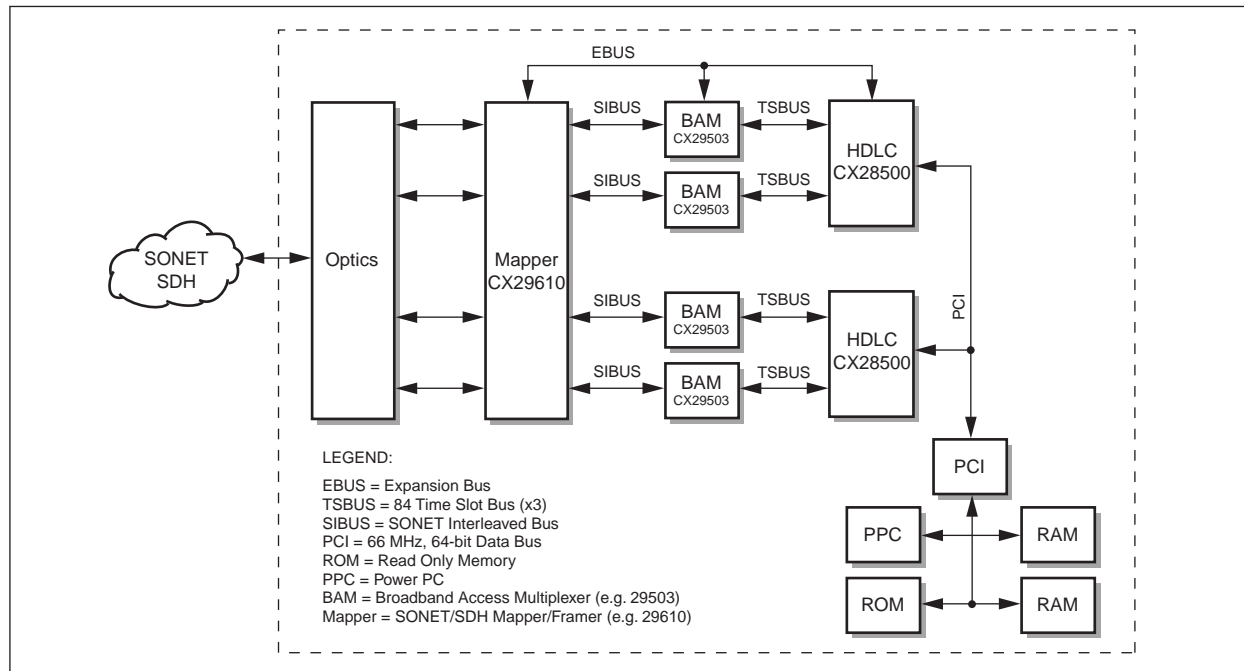 EBUS
SIBUS
BAM
CX29503
TSBUS
HDLC
CX28500
SIBUS
BAM
CX29503
TSBUS
SONET
SDH
Optics
Mapper
CX29610
SIBUS
BAM
CX29503
TSBUS
HDLC
CX28500
PCI
SIBUS
BAM
CX29503
TSBUS
PCI
PPC
RAM
ROM
RAM
LEGEND:
EBUS = Expansion Bus
TSBUS = 84 Time Slot Bus (x3)
SIBUS = SONET Interleaved Bus
PCI = 66 MHz, 64-bit Data Bus
ROM = Read Only Memory
PPC = Power PC
BAM = Broadband Access Multiplexer (e.g. 29503)
Mapper = SONET/SDH Mapper/Framer (e.g. 29610)